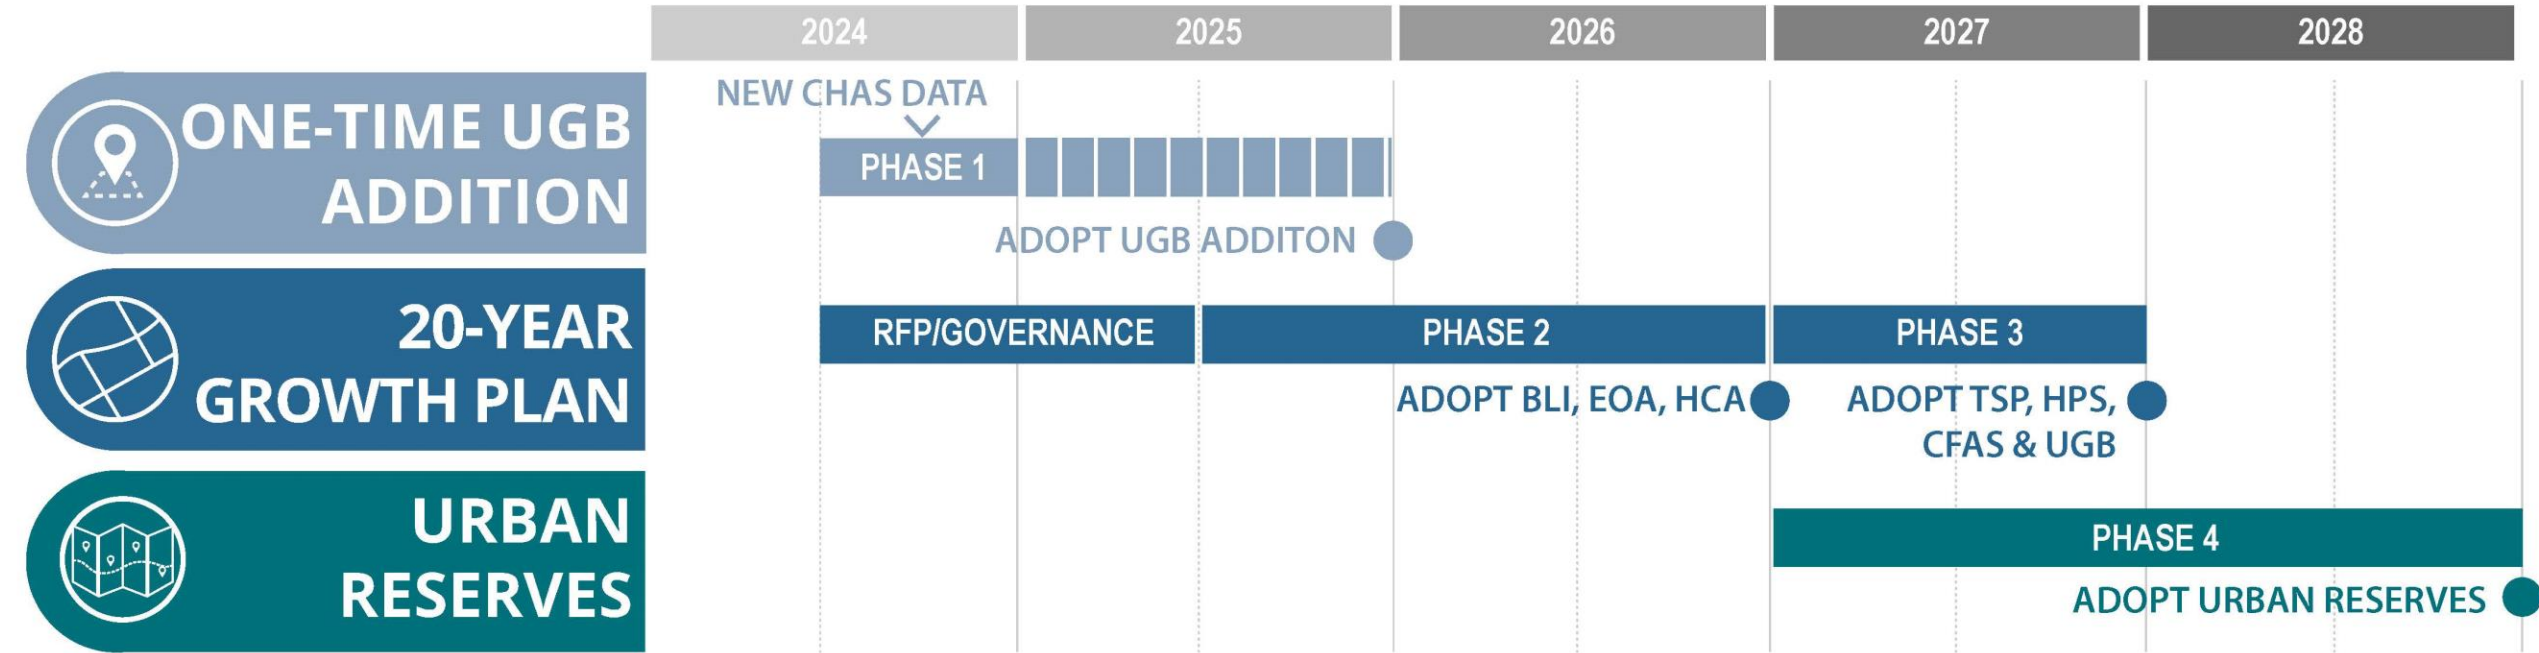 2024
2025
2026
2027
2028
ONE-TIME UGB
ADDITION
NEW CHAS DATA
PHASE 1
ADOPT UGB ADDITON
20-YEAR
GROWTH PLAN
RFP/GOVERNANCE
PHASE 2
PHASE 3
ADOPT BLI, EOA, HCA
ADOPT TSP, HPS,
CFAS & UGB
URBAN
RESERVES
PHASE 4
ADOPT URBAN RESERVES